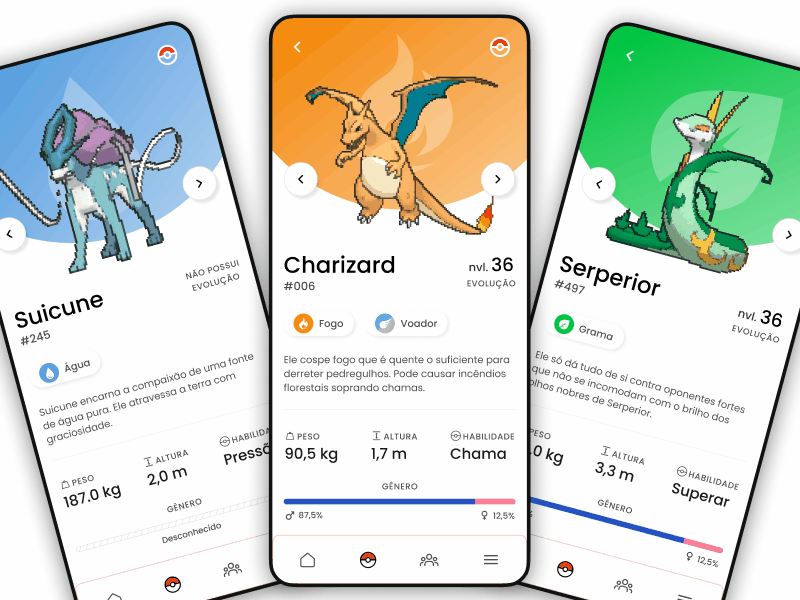 Suicune
#245
NÃO POSSUI
EVOLUÇÃO
Água
Suicune encarna a compaixão de uma fonte
de água pura. Ele atravessa a terra com
graciosidade.
PESO
187.0 kg
ALTURA
2,0 m
GÊNERO
Desconhecido
Charizard
#006
nvl. 36
EVOLUÇÃO
Fogo
Voador
Ele cospe fogo que é quente o suficiente para
derreter pedregulhos. Pode causar incêndios
florestais soprando chamas.
PESO
90,5 kg
ALTURA
1,7 m
HABILIDADE
Chama
GÊNERO
87,5%
12,5%
Serperior
#497
nvl. 36
EVOLUÇÃO
Grama
Ele só dá tudo de si contra oponentes fortes
que não se incomodam com o brilho dos
olhos nobres de Serperior.
PESO
.0 kg
ALTURA
3,3 m
HABILIDADE
Superar
GÊNERO
12,5%